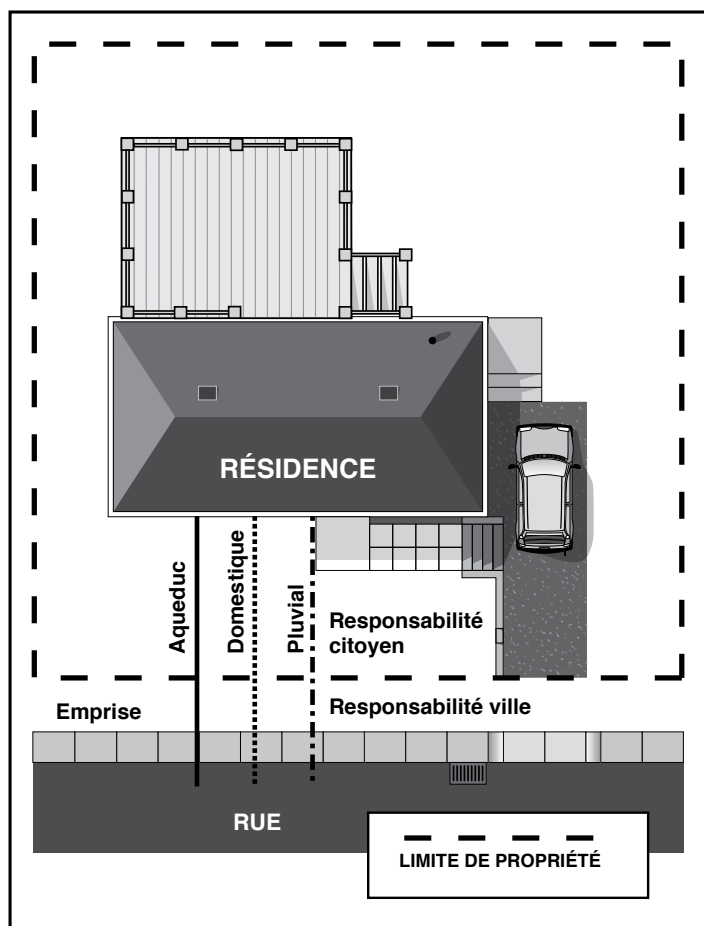 RÉSIDENCE
Aqueduc
Domestique
Pluvial
Responsabilité
citoyen
Emprise
Responsabilité ville
RUE
LIMITE DE PROPRIÉTÉ